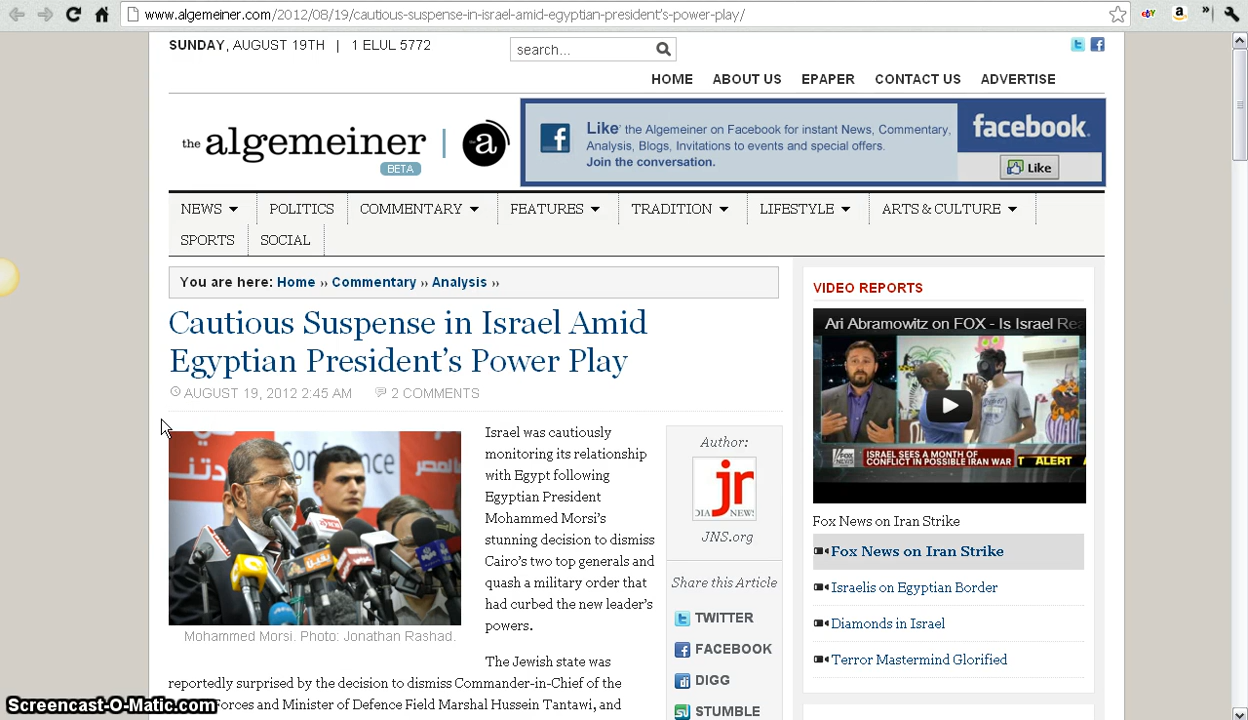 www.algemeiner.com/2012/08/19/cautious-suspense-in-israel-amid-egyptian-president's-power-play/
SUNDAY, AUGUST 19TH | 1 ELUL 5772
search...
HOME ABOUT US EPAPER CONTACT US ADVERTISE
the algemeiner
the a
BETA
Like' the Algemeiner on Facebook for instant News, Commentary,
Analysis, Blogs, Invitations to events and special offers.
Join the conversation.
facebook.
Like
NEWS POLITICS COMMENTARY FEATURES TRADITION LIFESTYLE ARTS & CULTURE
SPORTS SOCIAL
You are here: Home » Commentary » Analysis »
Cautious Suspense in Israel Amid
Egyptian President's Power Play
AUGUST 19, 2012 2:45 AM 2 COMMENTS
Conference
Mohammed Morsi. Photo: Jonathan Rashad.
Israel was cautiously
monitoring its relationship
with Egypt following
Egyptian President
Mohammed Morsi's
stunning decision to dismiss
Cairo's two top generals and
quash a military order that
had curbed the new leader's
powers.
The Jewish state was
reportedly surprised by the decision to dismiss Commander-in-Chief of the
Forces and Minister of Defence Field Marshal Hussein Tantawi, and
Author:
jn
NEWS
JNS.org
Share this Article
TWITTER
FACEBOOK
DIGG
STUMBLE
VIDEO REPORTS
Ari Abramowitz on FOX - Is Israel Rea
FOX NEWS
ISRAEL SEES A MONTH OF
CONFLICT IN POSSIBLE IRAN WAR
ALERT
Fox News on Iran Strike
Fox News on Iran Strike
Israelis on Egyptian Border
Diamonds in Israel
Terror Mastermind Glorified
Screencast-O-Matic.com